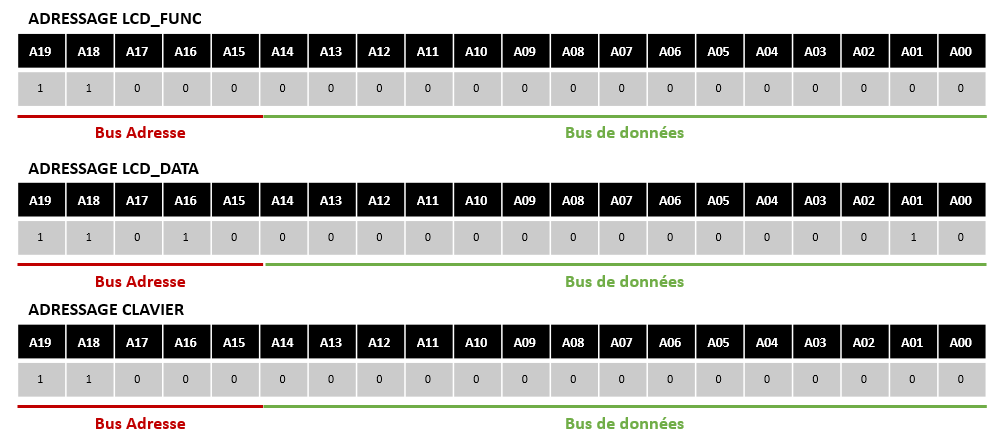 ADRESSAGE LCD_FUNC
A19 A18 A17 A16 A15 A14 A13 A12 A11 A10 A09 A08 A07 A06 A05 A04 A03 A02 A01 A00
1 1 0 0 0 0 0 0 0 0 0 0 0 0 0 0 0 0 0 0
Bus Adresse Bus de données
ADRESSAGE LCD_DATA
A19 A18 A17 A16 A15 A14 A13 A12 A11 A10 A09 A08 A07 A06 A05 A04 A03 A02 A01 A00
1 1 0 1 0 0 0 0 0 0 0 0 0 0 0 0 0 0 1 0
Bus Adresse Bus de données
ADRESSAGE CLAVIER
A19 A18 A17 A16 A15 A14 A13 A12 A11 A10 A09 A08 A07 A06 A05 A04 A03 A02 A01 A00
1 1 0 0 0 0 0 0 0 0 0 0 0 0 0 0 0 0 0 0
Bus Adresse Bus de données